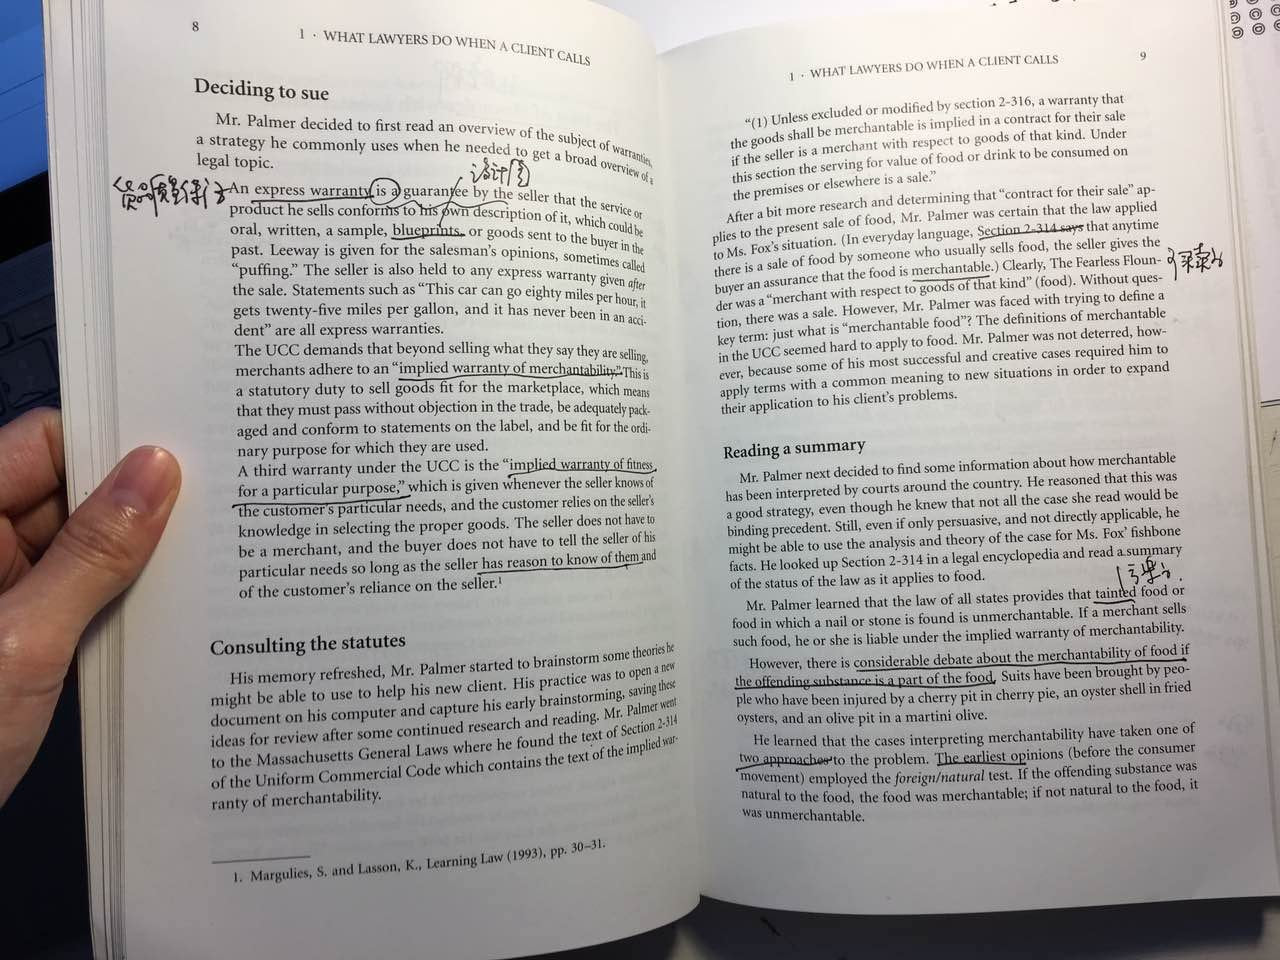 8
1 · WHAT LAWYERS DO WHEN A CLIENT CALLS
Deciding to sue
Mr. Palmer decided to first read an overview of the subject of warranties,
a strategy he commonly uses when he needed to get a broad overview of a
legal topic.
设计图
An express warranty is a guarantee by the seller that the service or
product he sells conforms to his own description of it, which could be
oral, written, a sample, blueprints, or goods sent to the buyer in the
past. Leeway is given for the salesman's opinions, sometimes called
“puffing.” The seller is also held to any express warranty given after
the sale. Statements such as “This car can go eighty miles per hour, it
gets twenty-five miles per gallon, and it has never been in an acci-
dent” are all express warranties.
The UCC demands that beyond selling what they say they are selling,
merchants adhere to an “implied warranty of merchantability.” This is
a statutory duty to sell goods fit for the marketplace, which means
that they must pass without objection in the trade, be adequately pack-
aged and conform to statements on the label, and be fit for the ordi-
nary purpose for which they are used.
A third warranty under the UCC is the “implied warranty of fitness
for a particular purpose,” which is given whenever the seller knows of
the customer's particular needs, and the customer relies on the seller's
knowledge in selecting the proper goods. The seller does not have to
be a merchant, and the buyer does not have to tell the seller of his
particular needs so long as the seller has reason to know of them and
of the customer's reliance on the seller.1
Consulting the statutes
His memory refreshed, Mr. Palmer started to brainstorm some theories he
might be able to use to help his new client. His practice was to open a new
document on his computer and capture his early brainstorming, saving these
ideas for review after some continued research and reading. Mr. Palmer went
to the Massachusetts General Laws where he found the text of Section 2-314
of the Uniform Commercial Code which contains the text of the implied war-
ranty of merchantability.
1. Margulies, S. and Lasson, K., Learning Law (1993), pp. 30–31.
1 · WHAT LAWYERS DO WHEN A CLIENT CALLS
9
“(1) Unless excluded or modified by section 2-316, a warranty that
the goods shall be merchantable is implied in a contract for their sale
if the seller is a merchant with respect to goods of that kind. Under
this section the serving for value of food or drink to be consumed on
the premises or elsewhere is a sale.”
After a bit more research and determining that “contract for their sale” ap-
plies to the present sale of food, Mr. Palmer was certain that the law applied
to Ms. Fox's situation. (In everyday language, Section 2-314 says that anytime
there is a sale of food by someone who usually sells food, the seller gives the
buyer an assurance that the food is merchantable.) Clearly, The Fearless Floun-
可买卖的
der was a “merchant with respect to goods of that kind” (food). Without ques-
tion, there was a sale. However, Mr. Palmer was faced with trying to define a
key term: just what is “merchantable food”? The definitions of merchantable
in the UCC seemed hard to apply to food. Mr. Palmer was not deterred, how-
ever, because some of his most successful and creative cases required him to
apply terms with a common meaning to new situations in order to expand
their application to his client's problems.
Reading a summary
Mr. Palmer next decided to find some information about how merchantable
has been interpreted by courts around the country. He reasoned that this was
a good strategy, even though he knew that not all the case she read would be
binding precedent. Still, even if only persuasive, and not directly applicable, he
might be able to use the analysis and theory of the case for Ms. Fox' fishbone
facts. He looked up Section 2-314 in a legal encyclopedia and read a summary
of the status of the law as it applies to food.
Mr. Palmer learned that the law of all states provides that tainted food or
food in which a nail or stone is found is unmerchantable. If a merchant sells
such food, he or she is liable under the implied warranty of merchantability.
However, there is considerable debate about the merchantability of food if
the offending substance is a part of the food. Suits have been brought by peo-
ple who have been injured by a cherry pit in cherry pie, an oyster shell in fried
oysters, and an olive pit in a martini olive.
He learned that the cases interpreting merchantability have taken one of
two approaches to the problem. The earliest opinions (before the consumer
movement) employed the foreign/natural test. If the offending substance was
natural to the food, the food was merchantable; if not natural to the food, it
was unmerchantable.